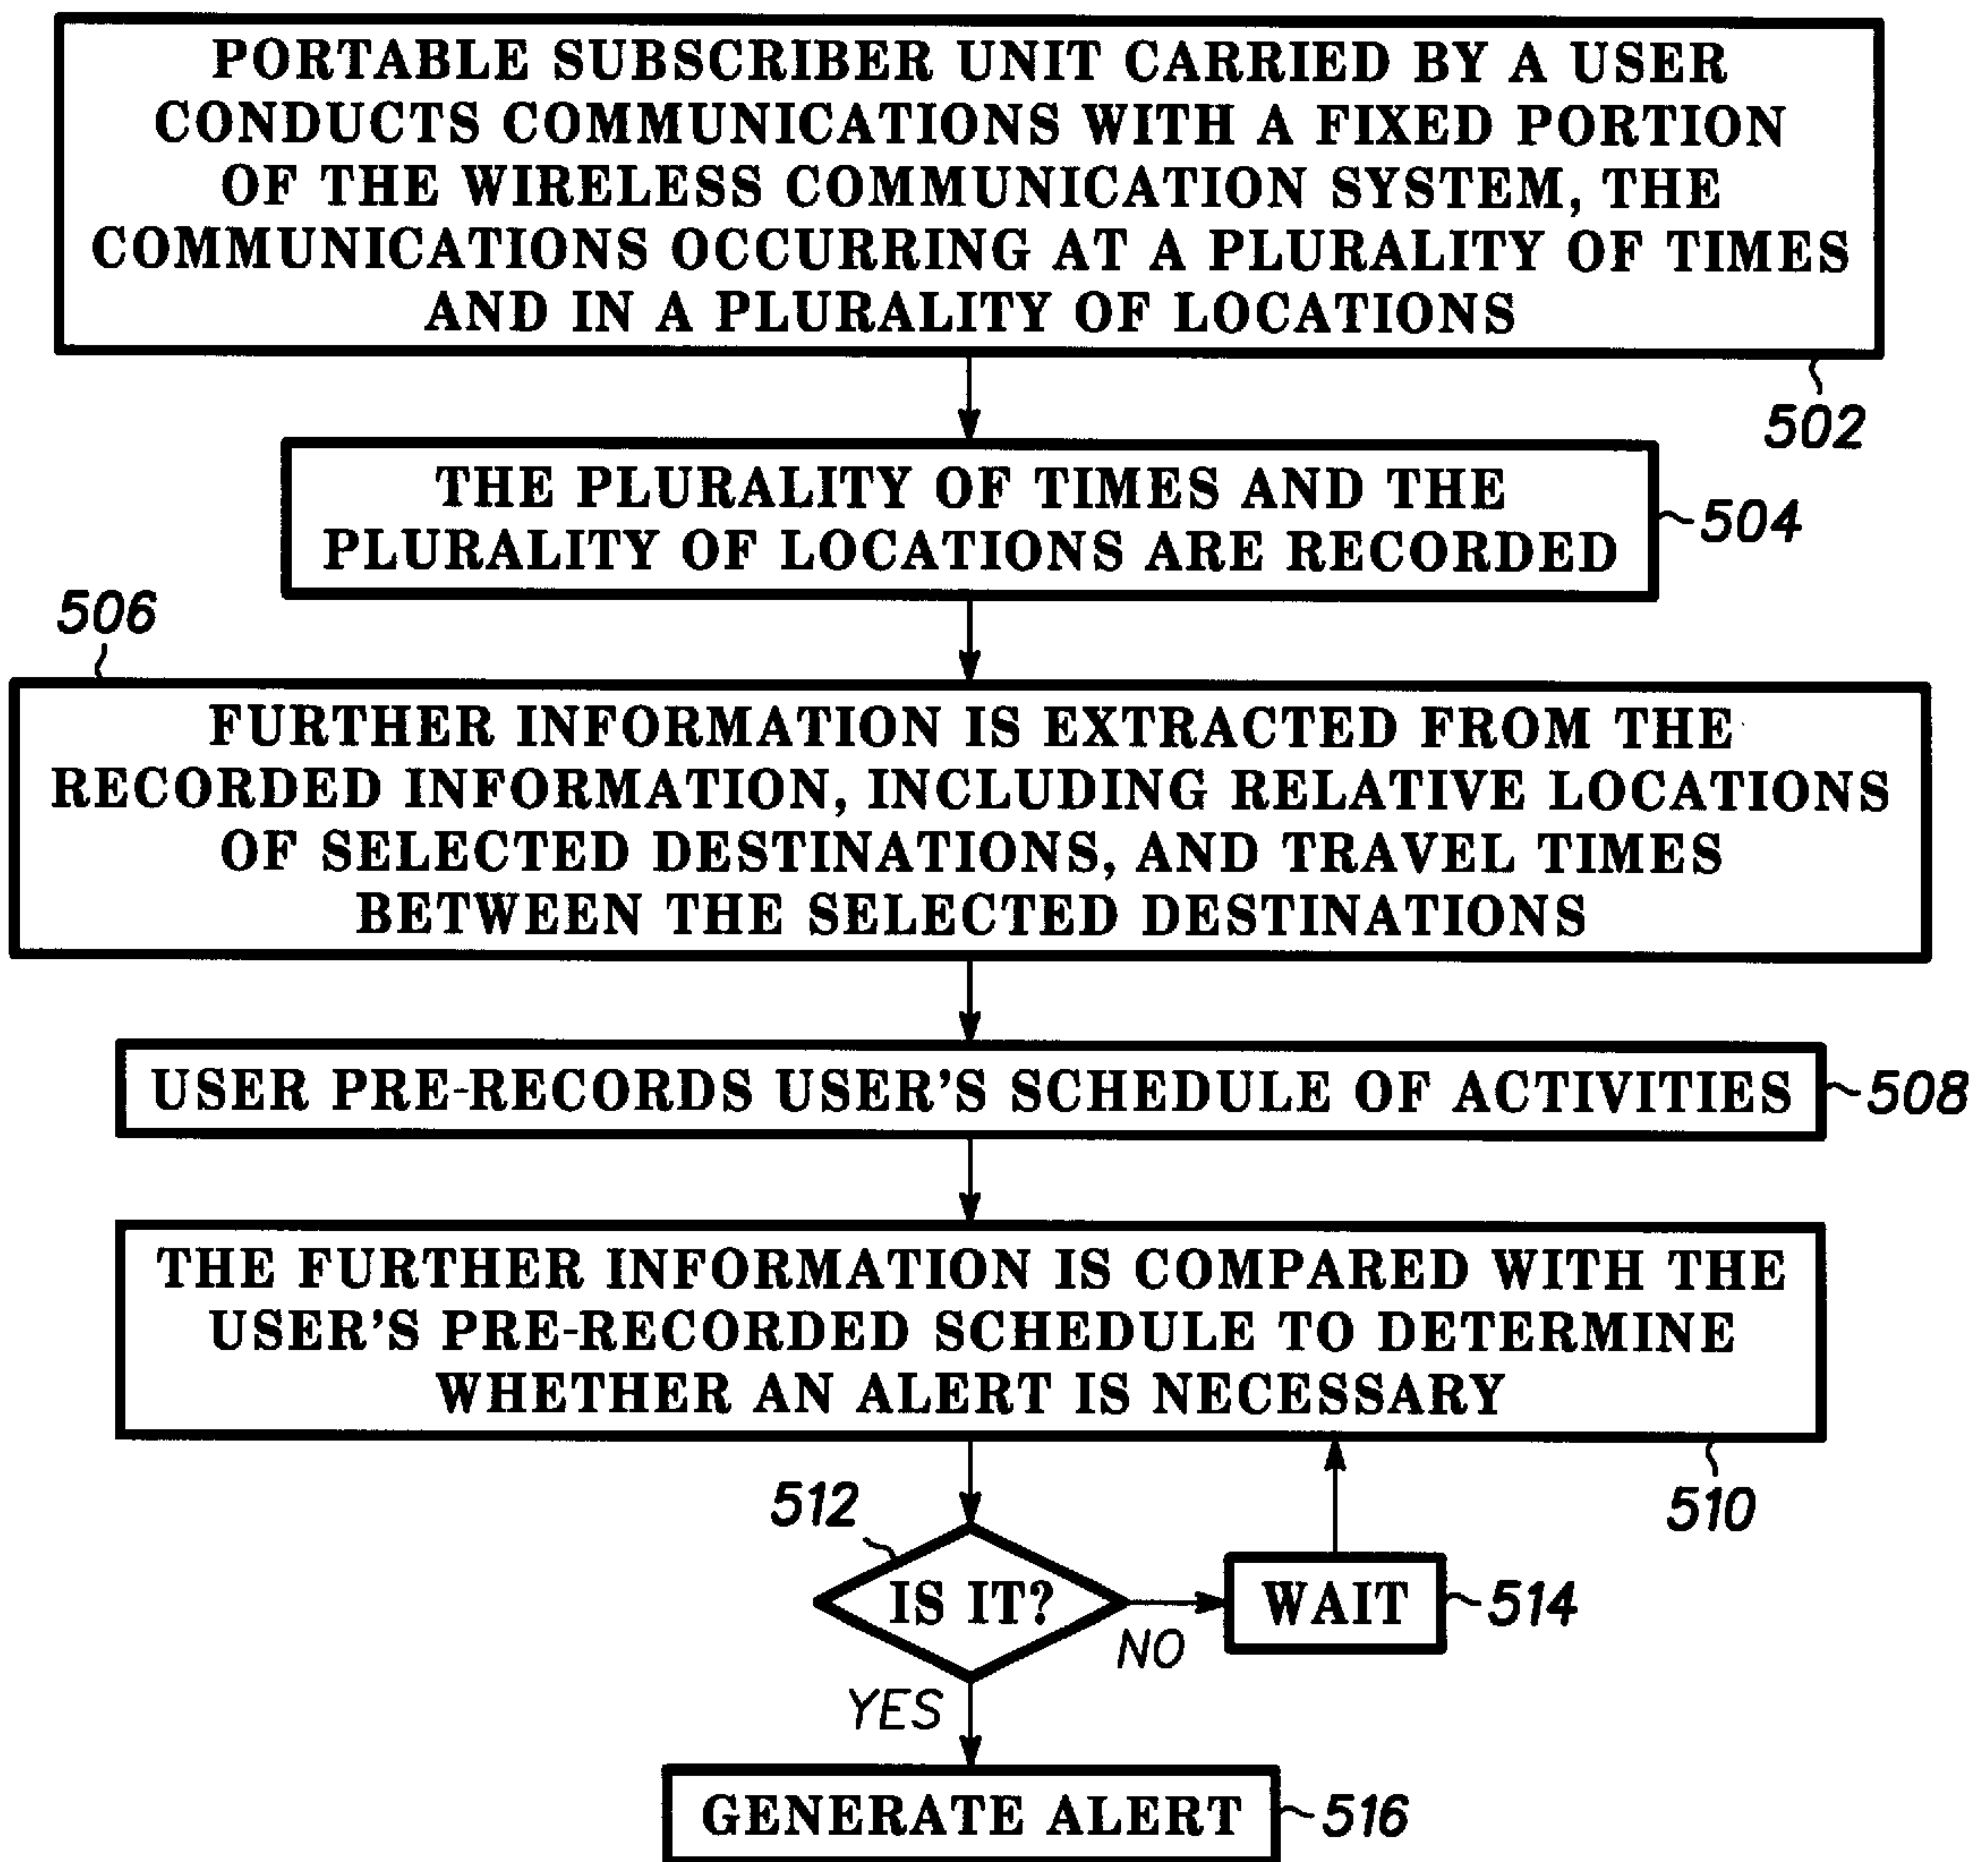 PORTABLE SUBSCRIBER UNIT CARRIED BY A USER
CONDUCTS COMMUNICATIONS WITH A FIXED PORTION
OF THE WIRELESS COMMUNICATION SYSTEM, THE
COMMUNICATIONS OCCURRING AT A PLURALITY OF TIMES
AND IN A PLURALITY OF LOCATIONS
502
THE PLURALITY OF TIMES AND THE
PLURALITY OF LOCATIONS ARE RECORDED
504
506
FURTHER INFORMATION IS EXTRACTED FROM THE
RECORDED INFORMATION, INCLUDING RELATIVE LOCATIONS
OF SELECTED DESTINATIONS, AND TRAVEL TIMES
BETWEEN THE SELECTED DESTINATIONS
USER PRE-RECORDS USER'S SCHEDULE OF ACTIVITIES
508
THE FURTHER INFORMATION IS COMPARED WITH THE
USER'S PRE-RECORDED SCHEDULE TO DETERMINE
WHETHER AN ALERT IS NECESSARY
510
512
IS IT?
NO
WAIT
514
YES
GENERATE ALERT
516